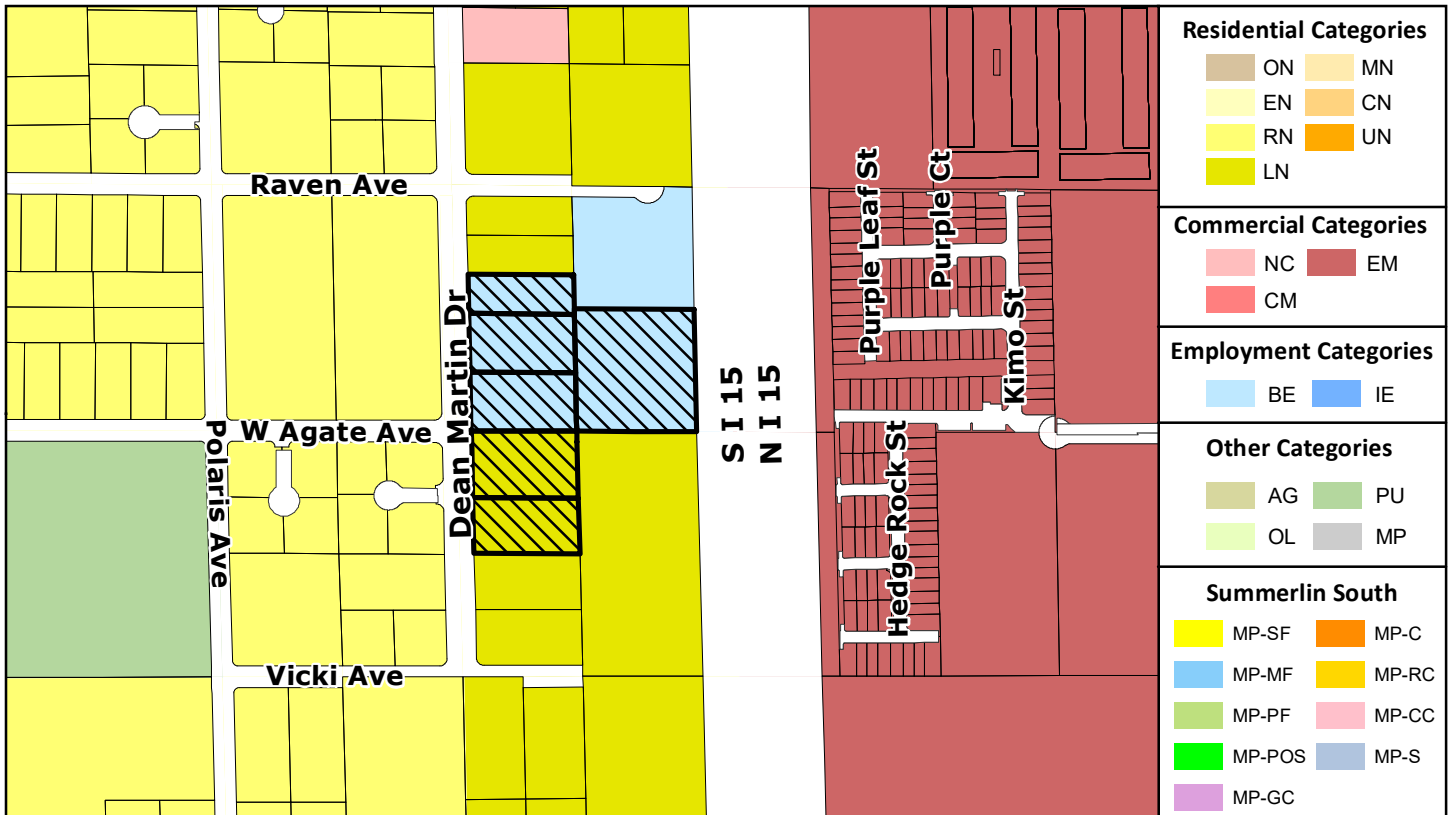 Raven Ave
W Agate Ave
Vicki Ave
Polaris Ave
Dean Martin Dr
S I 15
N I 15
Purple Leaf St
Purple Ct
Kimo St
Hedge Rock St
Residential Categories
ON MN
EN CN
RN UN
LN
Commercial Categories
NC EM
CM
Employment Categories
BE IE
Other Categories
AG PU
OL MP
Summerlin South
MP-SF MP-C
MP-MF MP-RC
MP-PF MP-CC
MP-POS MP-S
MP-GC